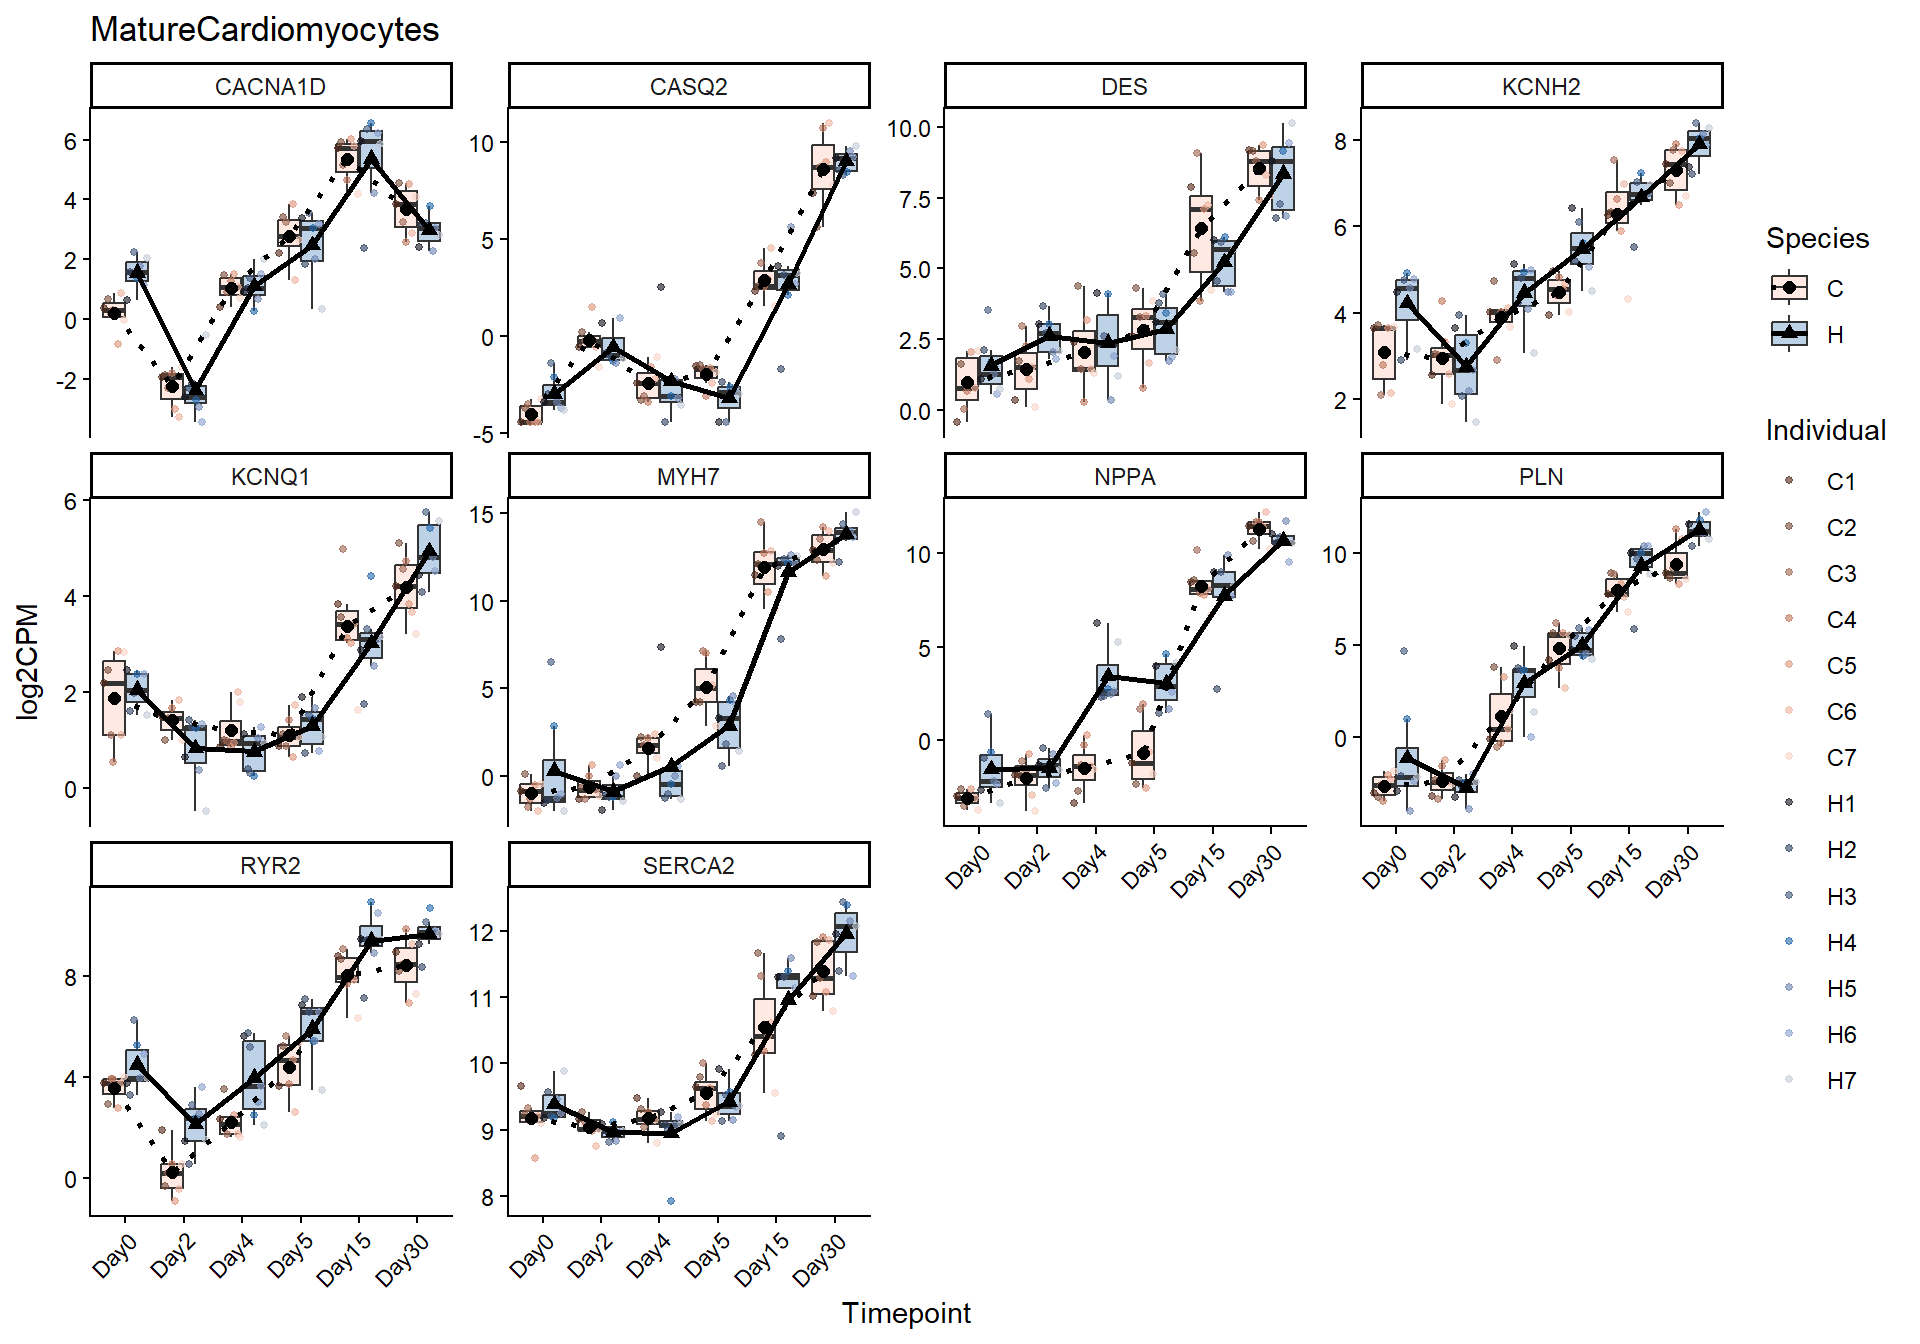 MatureCardiomyocytes
CACNA1D
CASQ2
DES
KCNH2
6
4
2
0
-2
10
5
0
-5
10.0
7.5
5.0
2.5
0.0
8
6
4
2
KCNQ1
MYH7
NPPA
PLN
6
4
2
0
15
10
5
0
10
5
0
10
5
0
Day0
Day2
Day4
Day5
Day15
Day30
Day0
Day2
Day4
Day5
Day15
Day30
RYR2
SERCA2
8
4
0
12
11
10
9
8
Day0
Day2
Day4
Day5
Day15
Day30
Day0
Day2
Day4
Day5
Day15
Day30
log2CPM
Timepoint
Species
C
H
Individual
C1
C2
C3
C4
C5
C6
C7
H1
H2
H3
H4
H5
H6
H7